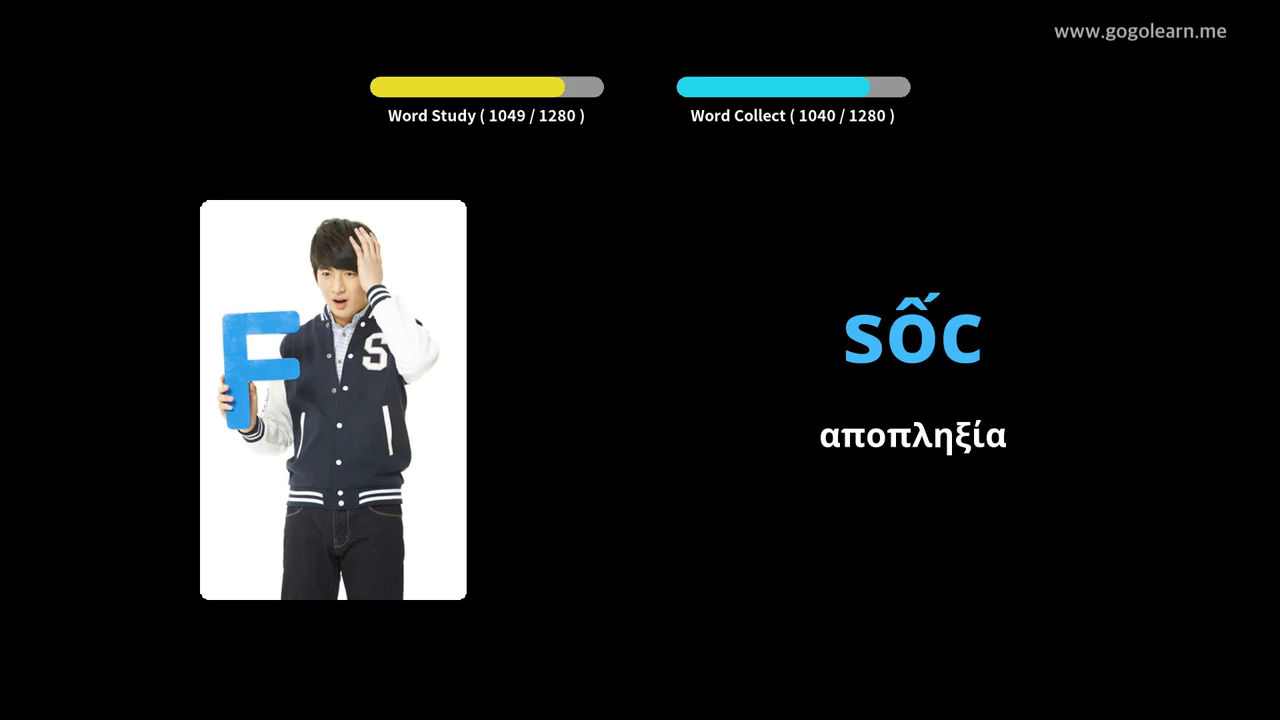 www.gogolearn.me
Word Study ( 1049 / 1280 )
Word Collect ( 1040 / 1280 )
F
S
sốc
αποπληξία